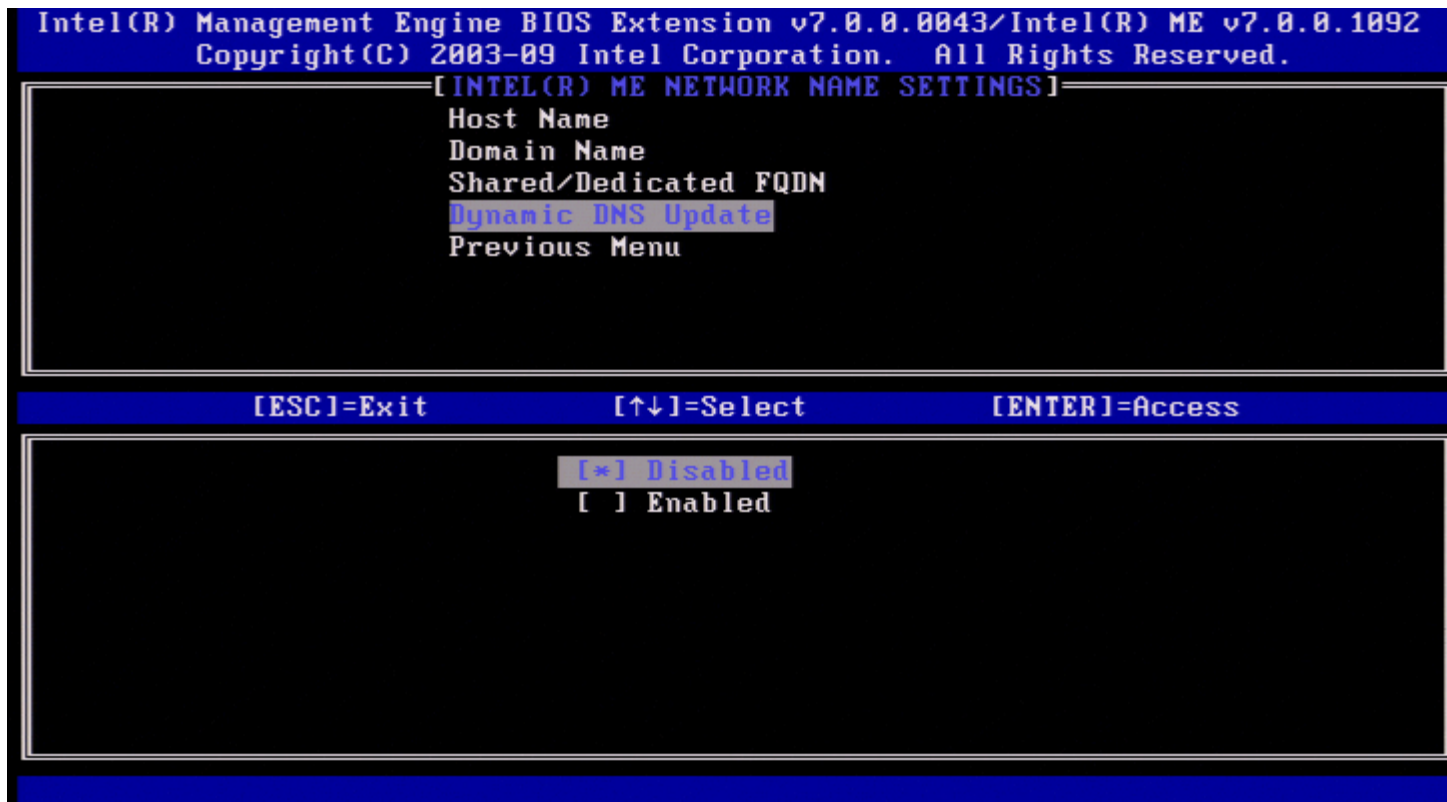 Intel(R) Management Engine BIOS Extension v7.0.0.0043/Intel(R) ME v7.0.0.1092
Copyright(C) 2003-09 Intel Corporation. All Rights Reserved.
[INTEL(R) ME NETWORK NAME SETTINGS]
Host Name
Domain Name
Shared/Dedicated FQDN
Dynamic DNS Update
Previous Menu
[ESC]=Exit [↑↓]=Select [ENTER]=Access
[*] Disabled
[ ] Enabled